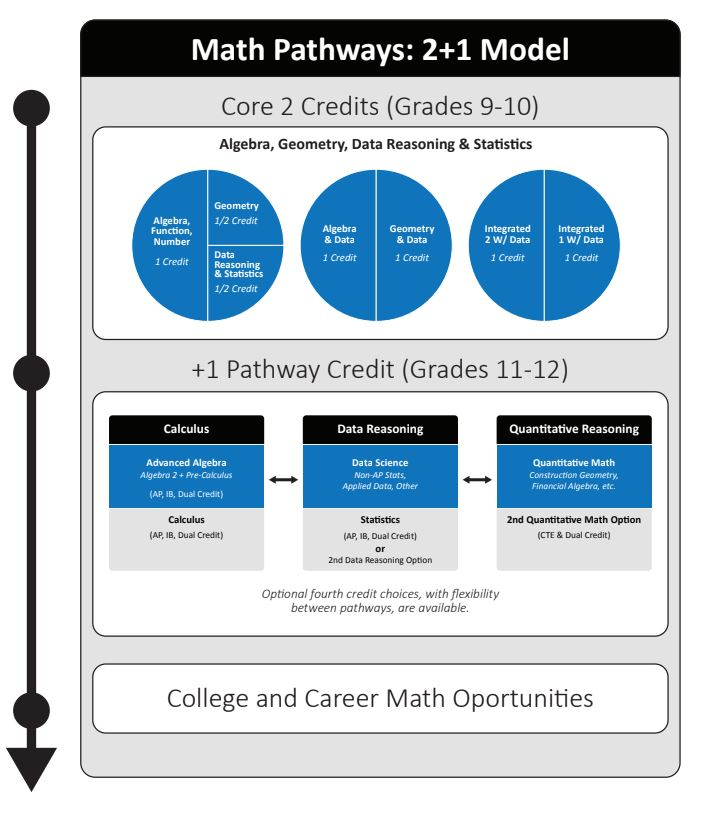 Math Pathways: 2+1 Model
Core 2 Credits (Grades 9-10)
Algebra, Geometry, Data Reasoning & Statistics
Algebra,
Function,
Number
1 Credit
Geometry
1/2 Credit
Data
Reasoning
& Statistics
1/2 Credit
Algebra
& Data
1 Credit
Geometry
& Data
1 Credit
Integrated
2 W/ Data
1 Credit
Integrated
1 W/ Data
1 Credit
+1 Pathway Credit (Grades 11-12)
Calculus
Advanced Algebra
Algebra 2 + Pre-Calculus
(AP, IB, Dual Credit)
Calculus
(AP, IB, Dual Credit)
Data Reasoning
Data Science
Non-AP Stats,
Applied Data, Other
Statistics
(AP, IB, Dual Credit)
or
2nd Data Reasoning Option
Quantitative Reasoning
Quantitative Math
Construction Geometry,
Financial Algebra, etc.
2nd Quantitative Math Option
(CTE & Dual Credit)
Optional fourth credit choices, with flexibility
between pathways, are available.
College and Career Math Oportunities